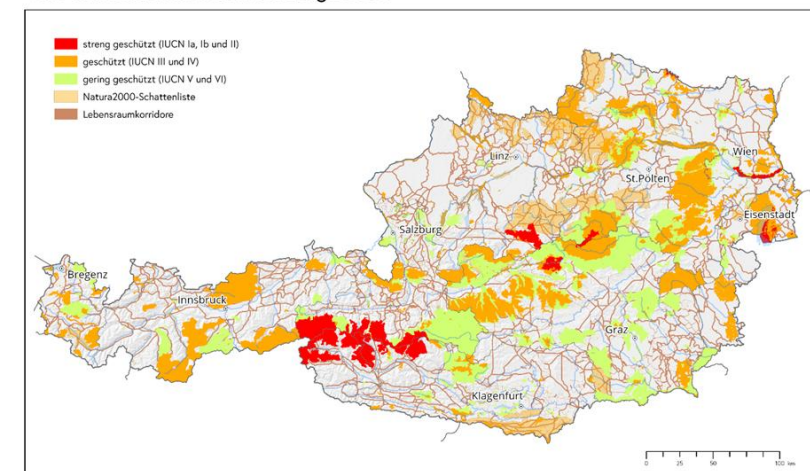 streng geschützt (IUCN Ia, Ib und II)
geschützt (IUCN III und IV)
gering geschützt (IUCN V und VI)
Natura2000-Schattenliste
Lebensraumkorridore
Linz
Wien
St.Pölten
Eisenstadt
Salzburg
Bregenz
Innsbruck
Graz
Klagenfurt
0 25 50 100 km